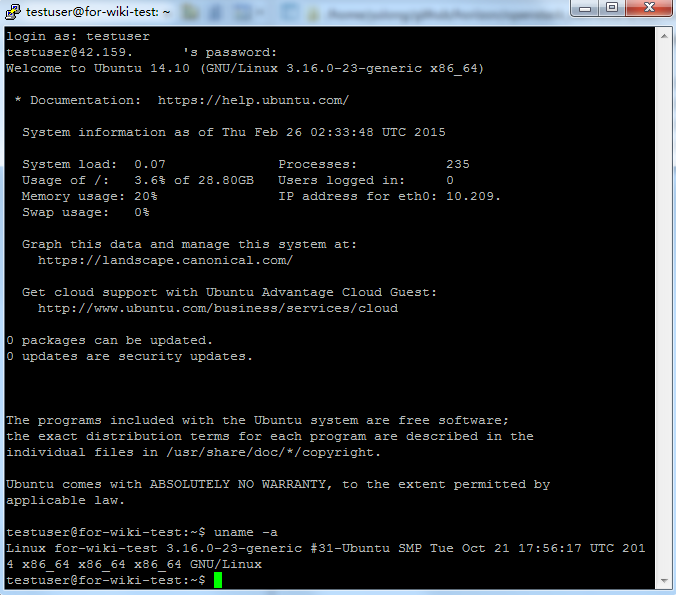 testuser@for-wiki-test: ~
login as: testuser
testuser@42.159.      's password:
Welcome to Ubuntu 14.10 (GNU/Linux 3.16.0-23-generic x86_64)
* Documentation:  https://help.ubuntu.com/
System information as of Thu Feb 26 02:33:48 UTC 2015
System load:  0.07              Processes:           235
Usage of /:   3.6% of 28.80GB   Users logged in:     0
Memory usage: 20%               IP address for eth0: 10.209.
Swap usage:   0%
Graph this data and manage this system at:
https://landscape.canonical.com/
Get cloud support with Ubuntu Advantage Cloud Guest:
http://www.ubuntu.com/business/services/cloud
0 packages can be updated.
0 updates are security updates.
The programs included with the Ubuntu system are free software;
the exact distribution terms for each program are described in the
individual files in /usr/share/doc/*/copyright.
Ubuntu comes with ABSOLUTELY NO WARRANTY, to the extent permitted by
applicable law.
testuser@for-wiki-test:~$ uname -a
Linux for-wiki-test 3.16.0-23-generic #31-Ubuntu SMP Tue Oct 21 17:56:17 UTC 201
4 x86_64 x86_64 x86_64 GNU/Linux
testuser@for-wiki-test:~$